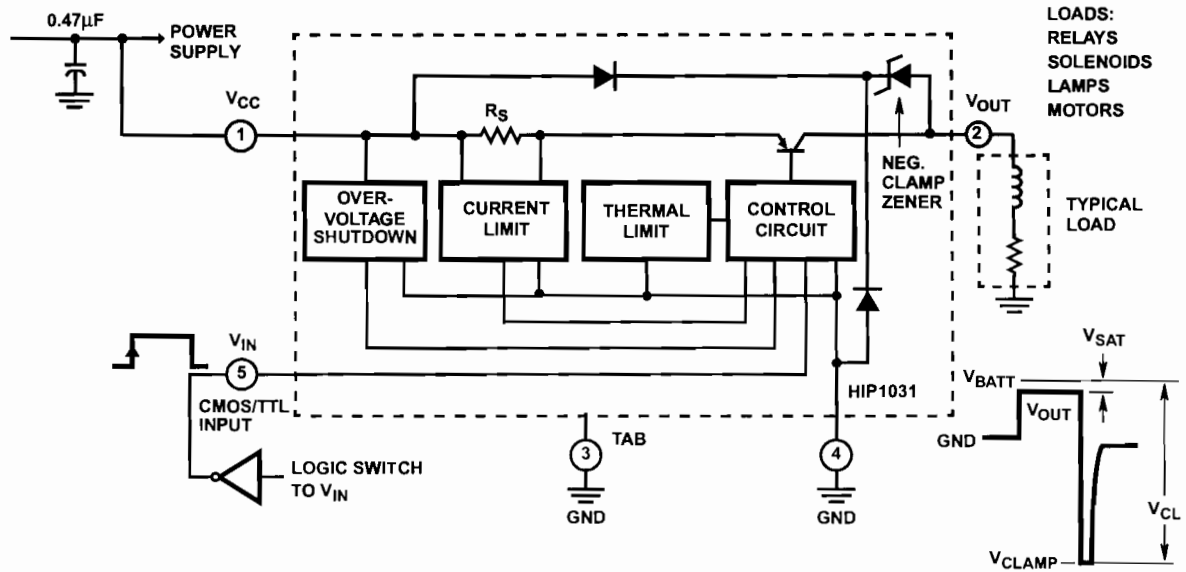 0.47µF
POWER
SUPPLY
LOADS:
RELAYS
SOLENOIDS
LAMPS
MOTORS
VCC
1
RS
VOUT
2
NEG.
CLAMP
ZENER
OVER-
VOLTAGE
SHUTDOWN
CURRENT
LIMIT
THERMAL
LIMIT
CONTROL
CIRCUIT
TYPICAL
LOAD
VIN
5
CMOS/TTL
INPUT
LOGIC SWITCH
TO VIN
HIP1031
TAB
3
GND
4
GND
VSAT
VBATT
VOUT
GND
VCL
VCLAMP